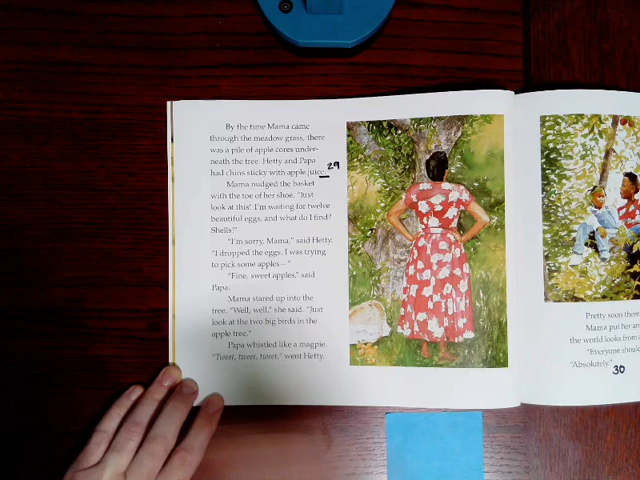 By the time Mama came
through the meadow grass, there
was a pile of apple cores under-
neath the tree. Hetty and Papa
had chins sticky with apple juice. 29
Mama nudged the basket
with the toe of her shoe. "Just
look at this! I'm waiting for twelve
beautiful eggs, and what do I find?
Shells!"
"I'm sorry, Mama," said Hetty.
"I dropped the eggs. I was trying
to pick some apples—"
"Fine, sweet apples," said
Papa.
Mama stared up into the
tree. "Well, well," she said. "Just
look at the two big birds in the
apple tree."
Papa whistled like a magpie.
"Tweet, tweet, tweet," went Hetty.
Pretty soon there
Mama put her ar
the world looks from a
"Everyone shoul
"Absolutely." 30